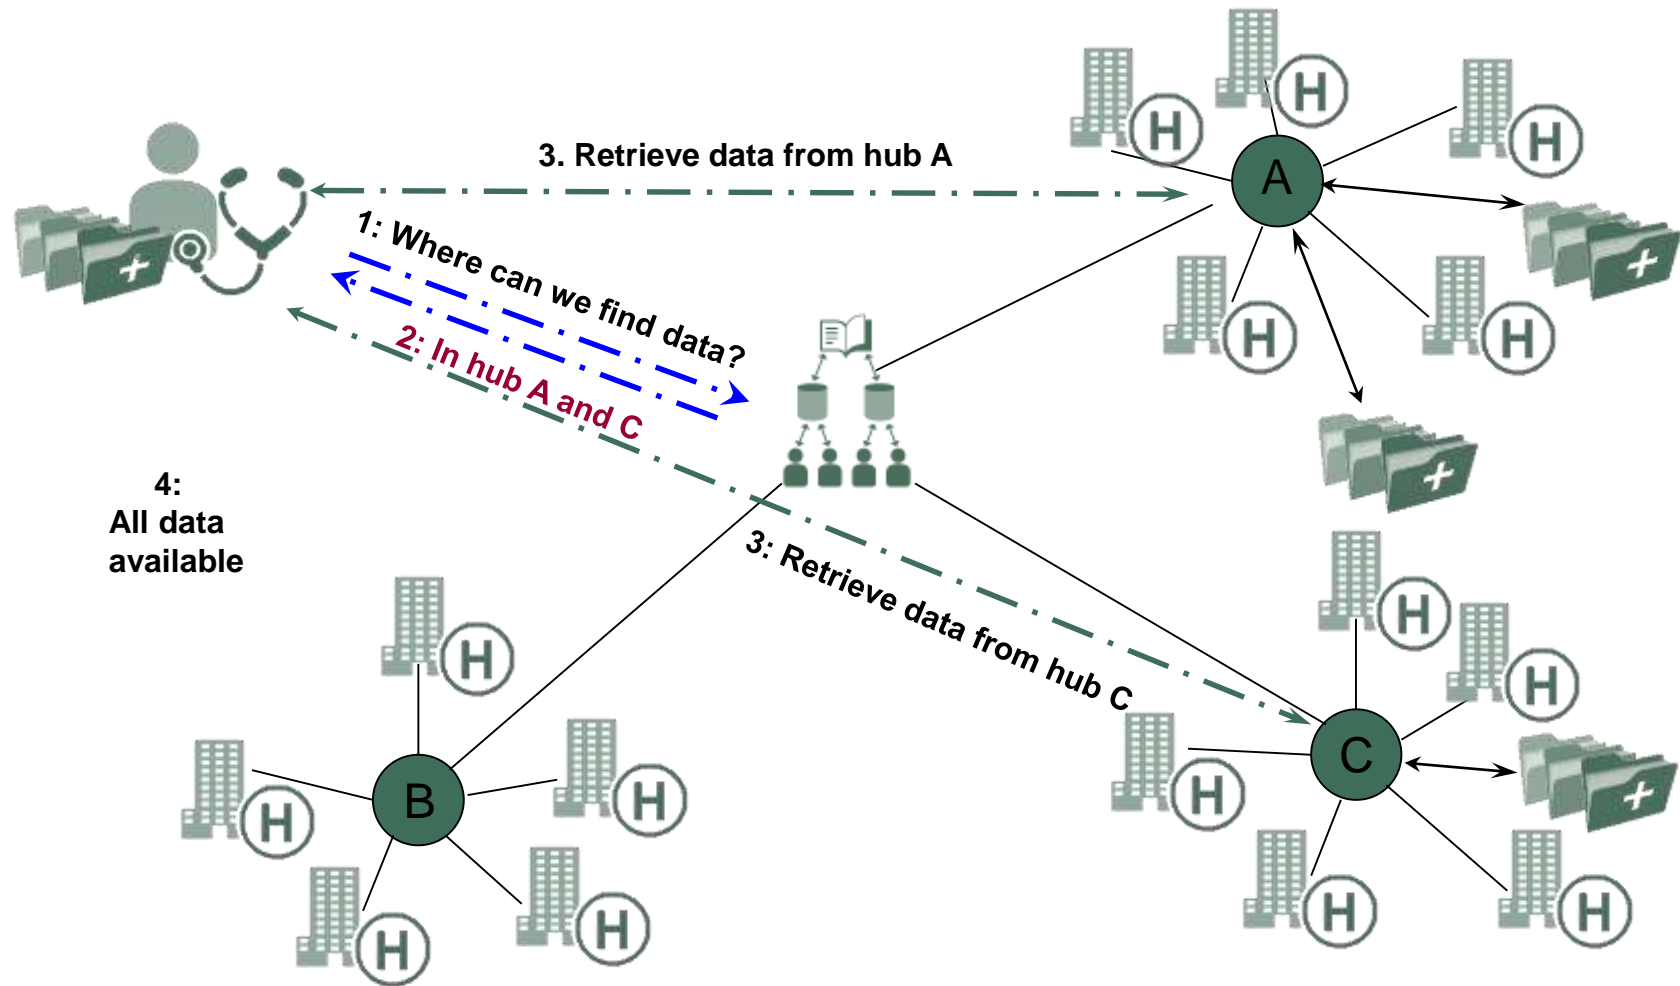 3. Retrieve data from hub A
1: Where can we find data?
2: In hub A and C
3: Retrieve data from hub C
4:
All data
available
A
H
H
H
H
H
B
H
H
H
H
H
C
H
H
H
H
H